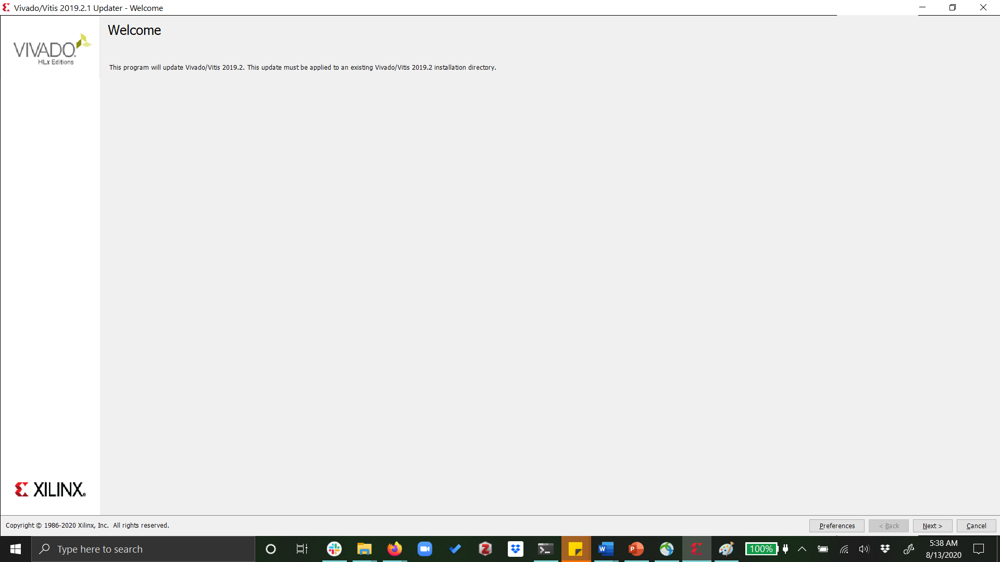 Vivado/Vitis 2019.2.1 Updater - Welcome
VIVADO
HLx Editions
Welcome
This program will update Vivado/Vitis 2019.2. This update must be applied to an existing Vivado/Vitis 2019.2 installation directory.
XILINX
Copyright © 1986-2020 Xilinx, Inc. All rights reserved.
Preferences
< Back
Next >
Cancel
Type here to search
Z
W
P
100%
5:38 AM
8/13/2020